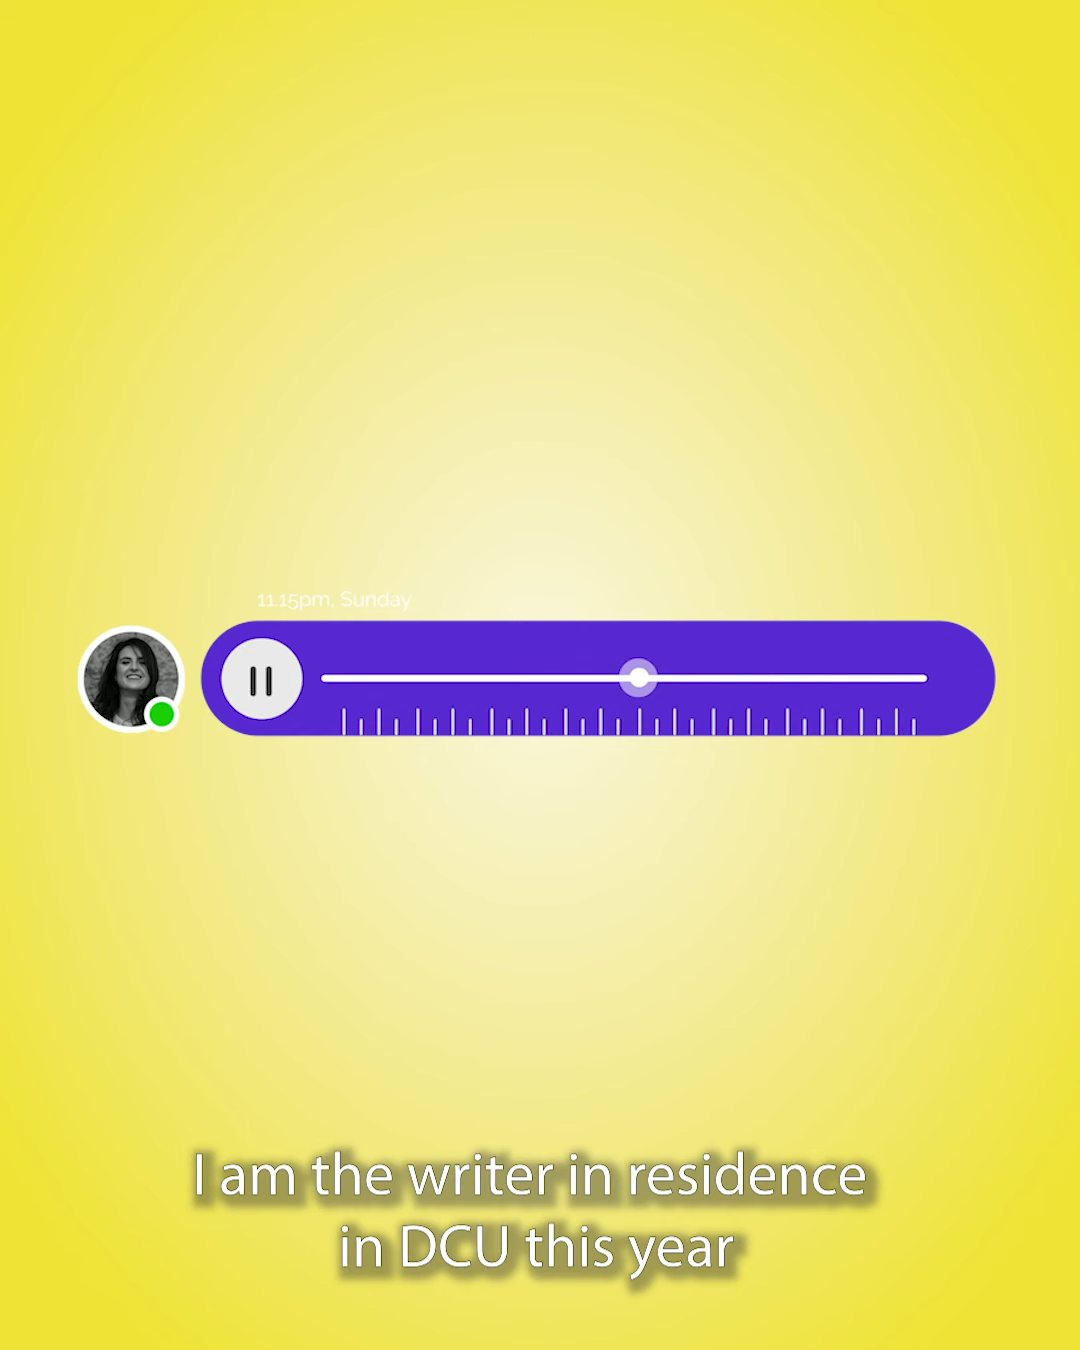 11.15pm, Sunday
I am the writer in residence
in DCU this year